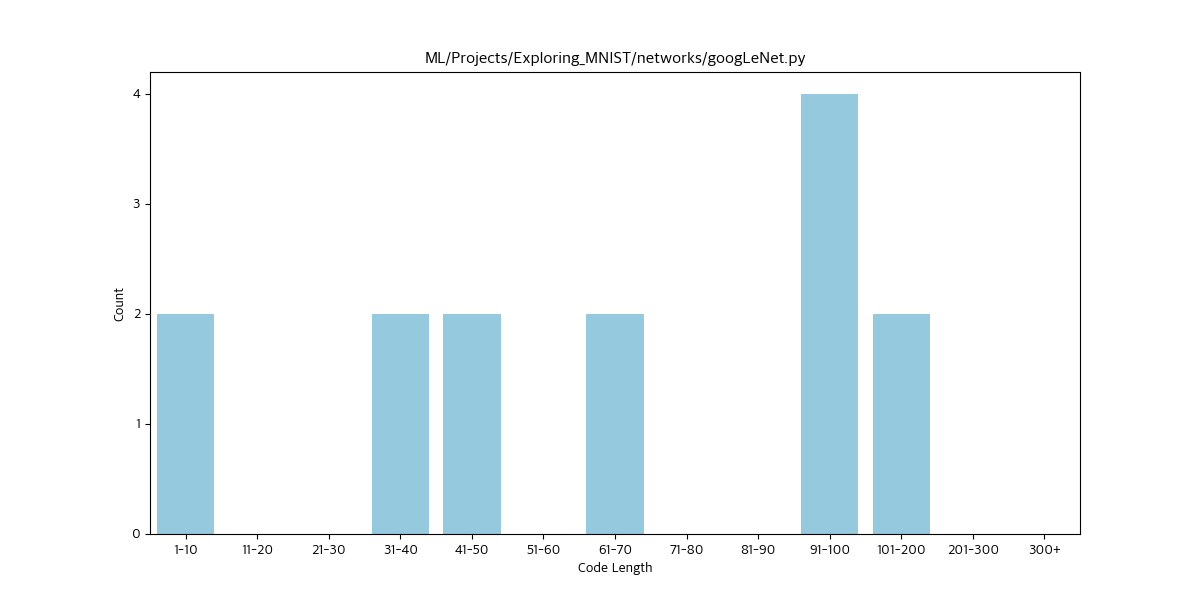 ML/Projects/Exploring_MNIST/networks/googLeNet.py
4
3
2
1
0
Count
1-10 11-20 21-30 31-40 41-50 51-60 61-70 71-80 81-90 91-100 101-200 201-300 300+
Code Length